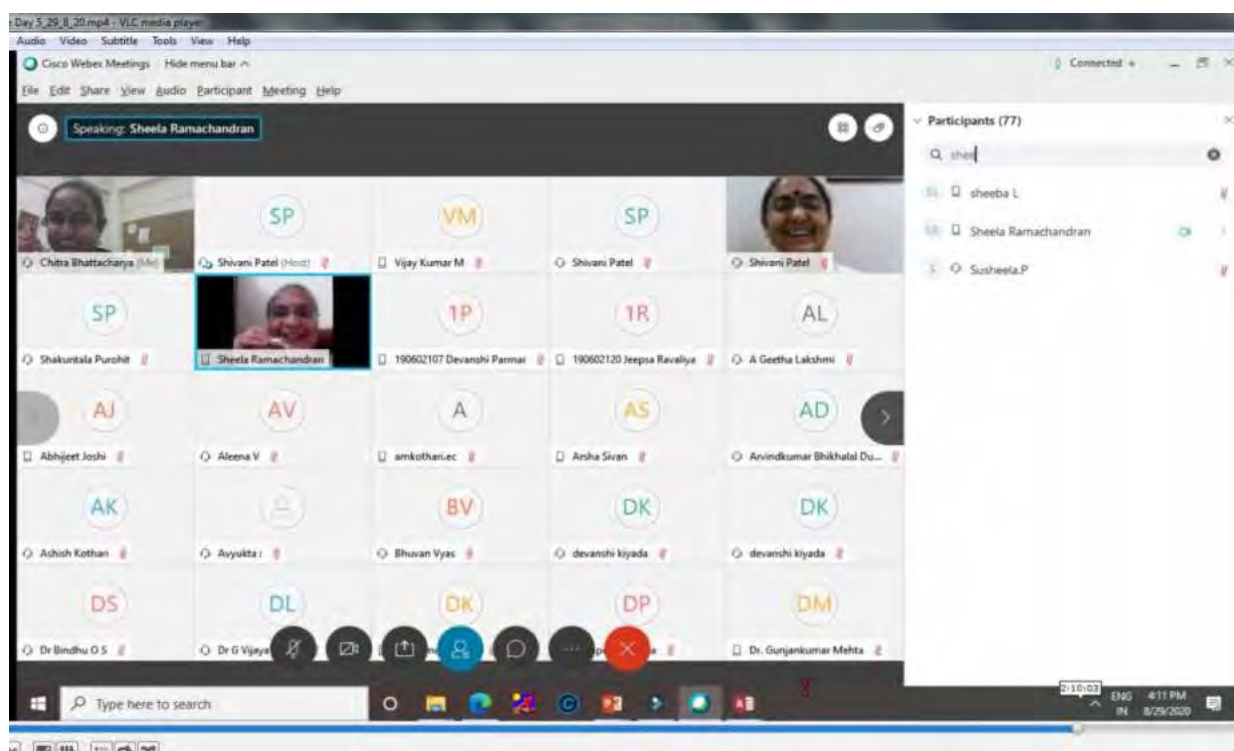 Day 5_29_8_20.mp4 - VLC media player
Audio Video Subtitle Tools View Help
Cisco Webex Meetings Hide menu bar
Connected
File Edit Share View Audio Participant Meeting Help
Speaking: Sheela Ramachandran
Participants (77)
shee
sheeba L
Sheela Ramachandran
S Susheela.P
SP VM SP
Chitra Bhattacharya (Me) Shivani Patel (Host) Vijay Kumar M Shivani Patel Shivani Patel
SP 1P 1R AL
Shakuntala Purohit Sheela Ramachandran 190602107 Devanshi Parmar 190602120 Jeepsa Ravaliya A Geetha Lakshmi
AJ AV A AS AD
Abhijeet Joshi Aleena V amkothari.ec Arsha Sivan Arvindkumar Bhikhalal Du...
AK BV DK DK
Ashish Kothari Avyukta : Bhuvan Vyas devanshi kiyada devanshi kiyada
DS DL DK DP DM
Dr Bindhu O S Dr G Vijaya Dr. Gunjankumar Mehta
2:10:03
Type here to search
ENG 4:11 PM
IN 8/29/2020